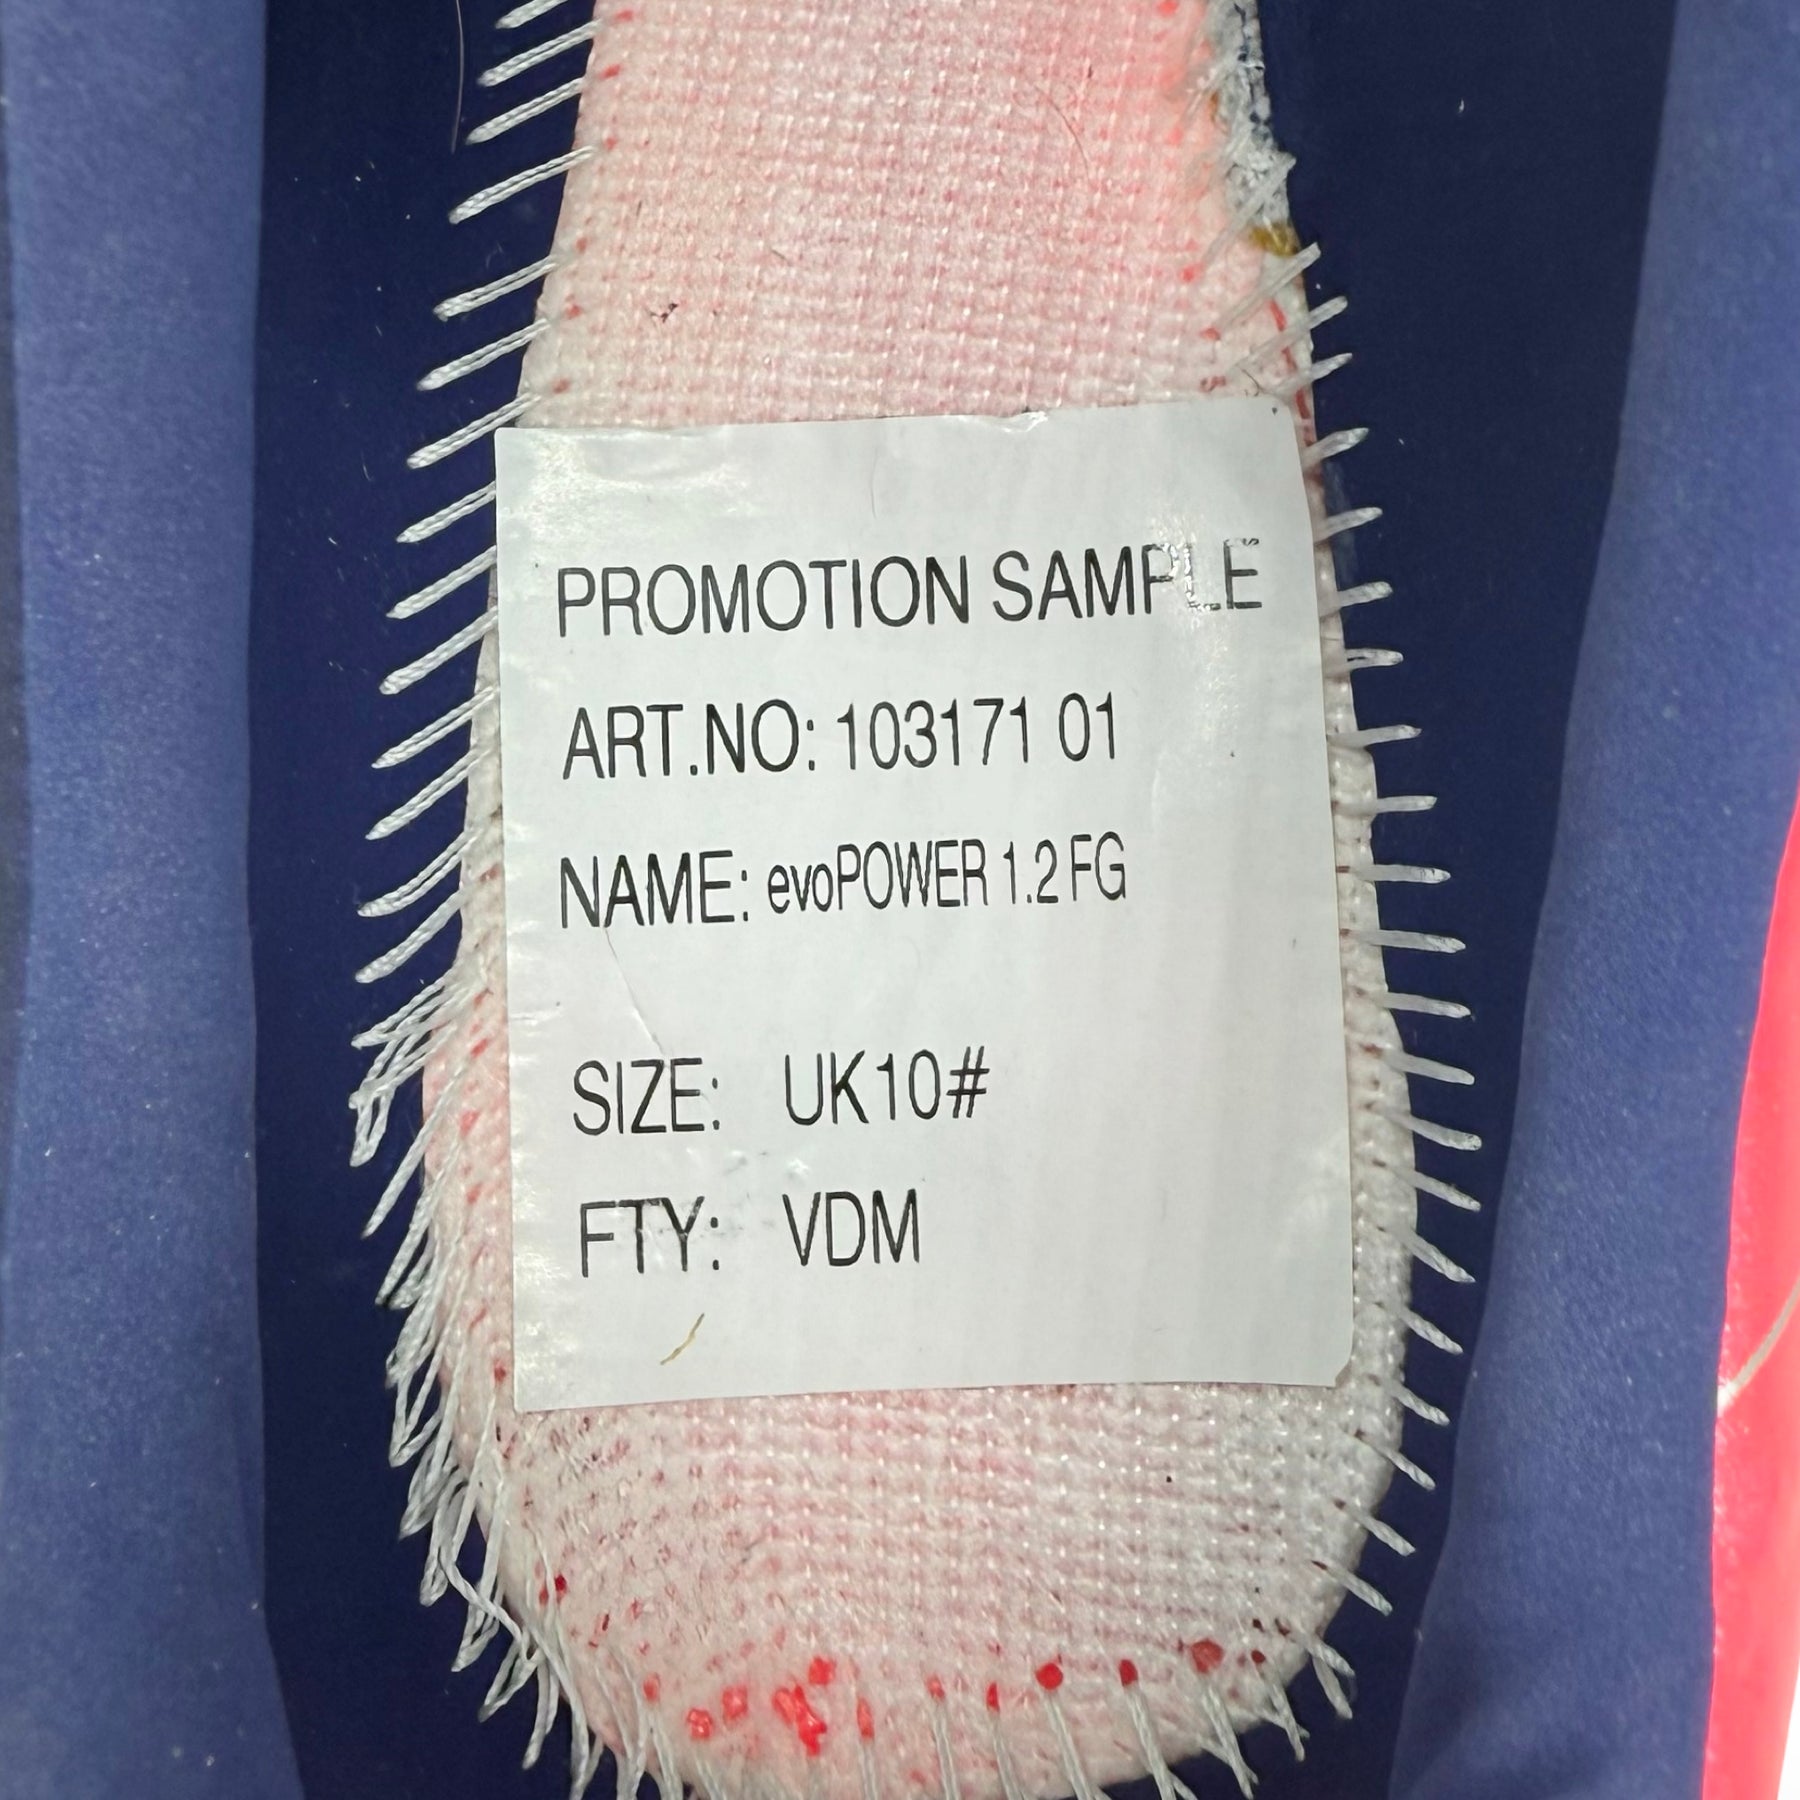 PROMOTION SAMPLE
ART.NO: 103171 01
NAME: evoPOWER 1.2 FG
SIZE: UK10#
FTY: VDM